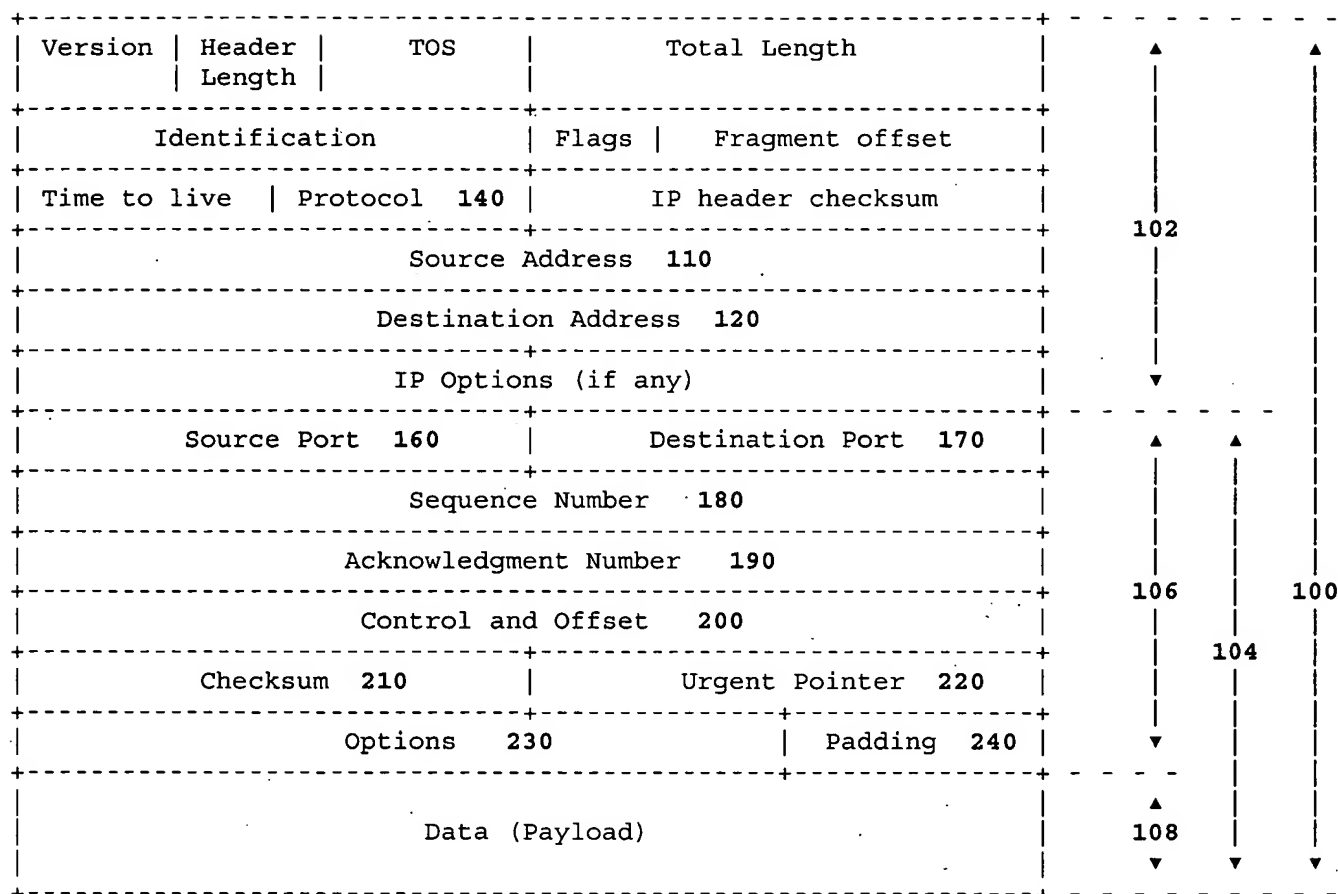 Version | Header | TOS | Total Length
Length
Identification | Flags | Fragment offset
Time to live | Protocol 140 | IP header checksum
102
Source Address 110
Destination Address 120
IP Options (if any)
Source Port 160 | Destination Port 170
Sequence Number 180
Acknowledgment Number 190
106 100
Control and Offset 200
104
Checksum 210 | Urgent Pointer 220
Options 230 | Padding 240
Data (Payload) 108